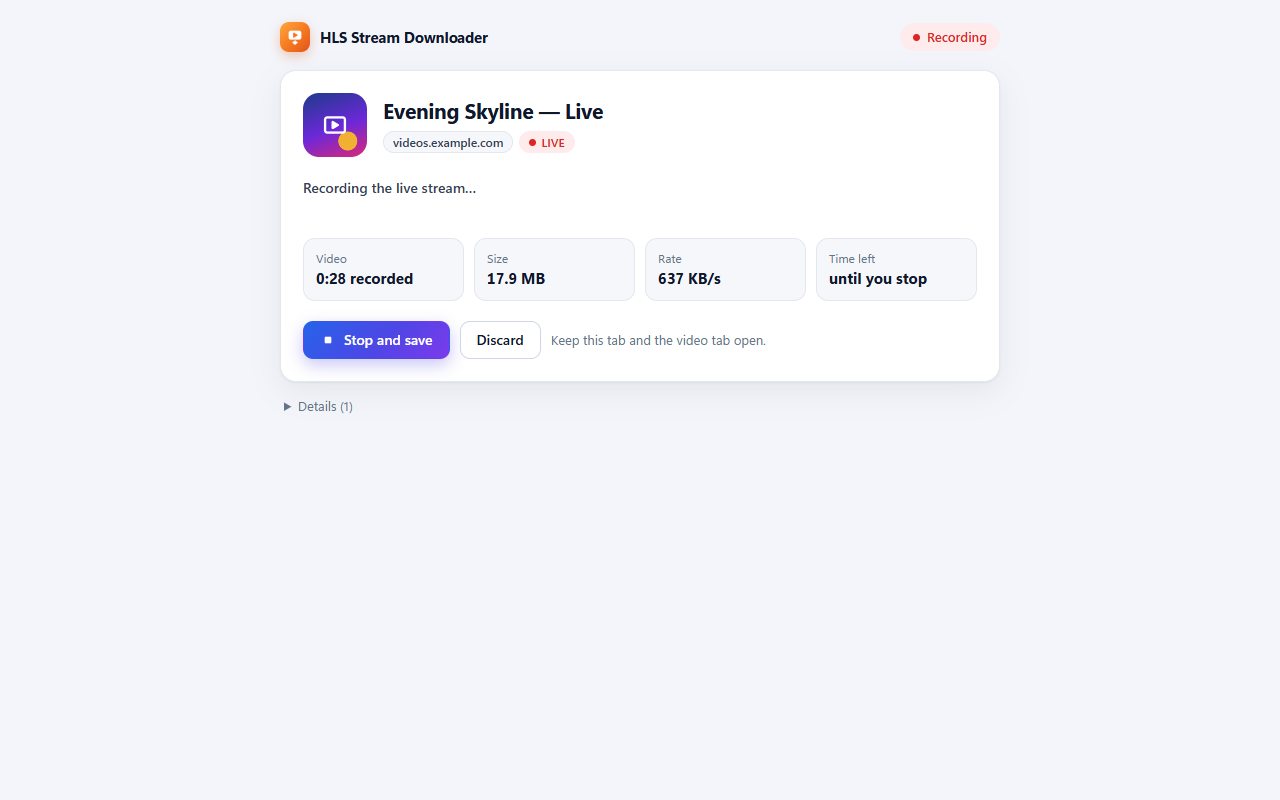 HLS Stream Downloader
Recording
Evening Skyline — Live
videos.example.com
LIVE
Recording the live stream...
Video
0:28 recorded
Size
17.9 MB
Rate
637 KB/s
Time left
until you stop
Stop and save
Discard
Keep this tab and the video tab open.
Details (1)